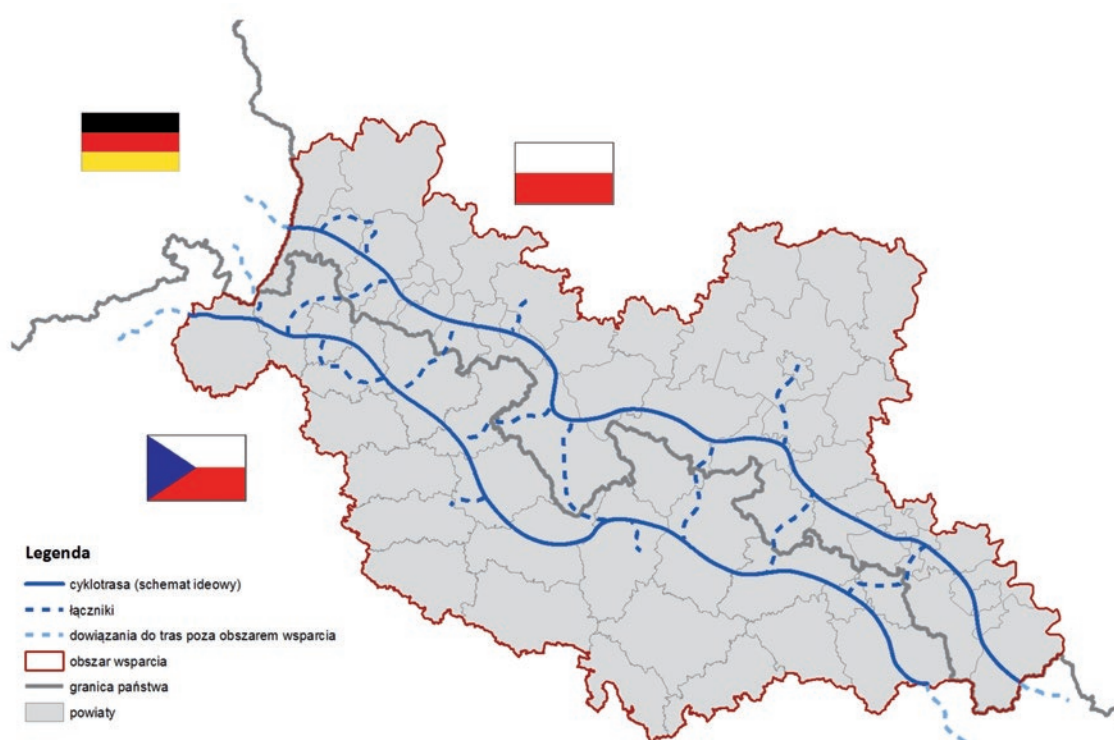 Legenda
cyklotrasa (schemat ideowy)
łączniki
dowiązania do tras poza obszarem wsparcia
obszar wsparcia
granica państwa
powiaty